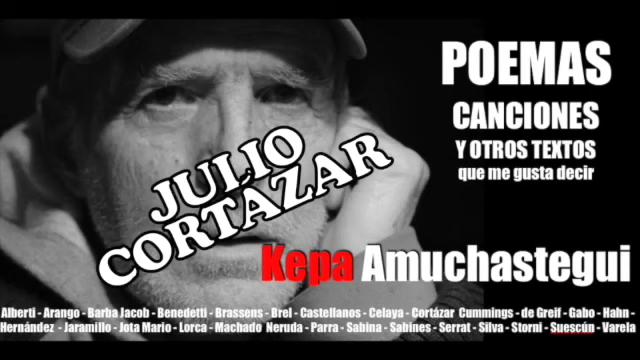 POEMAS
CANCIONES
Y OTROS TEXTOS
que me gusta decir
JULIO
CORTAZAR
Kepa Amuchastegui
Alberti - Arango - Barba Jacob - Benedetti - Brassens - Brel - Castellanos - Celaya - Cortázar Cummings - de Greif - Gabo - Hahn -
Hernández - Jaramillo - Jota Mario - Lorca - Machado Neruda - Parra - Sabina - Sabines - Serrat - Silva - Storni - Suescún - Varela